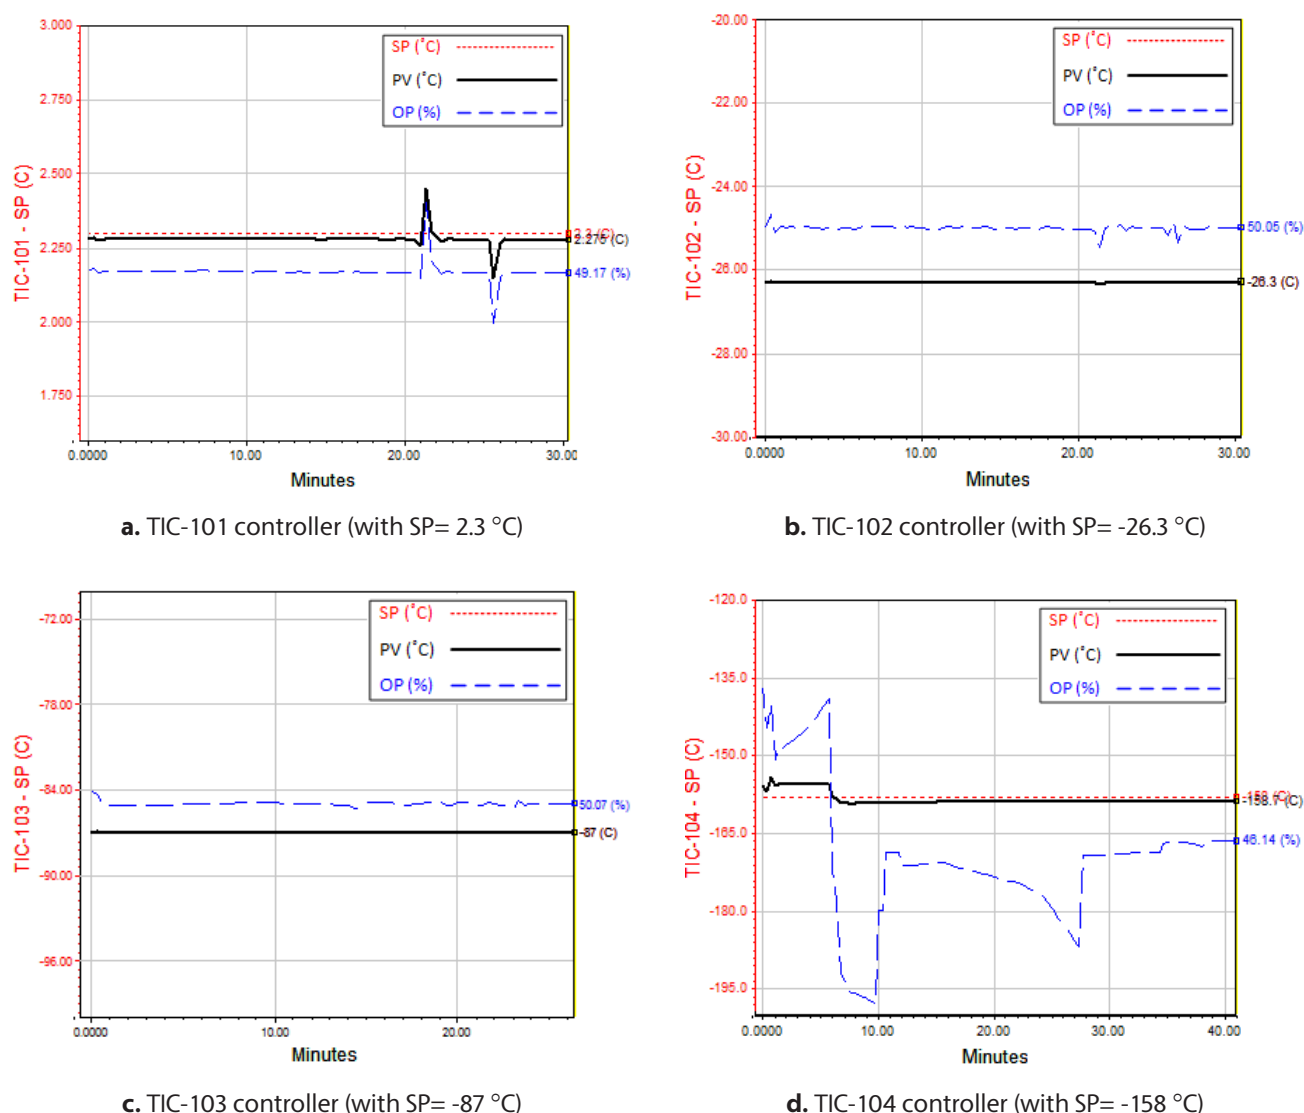 3.000
2.750
2.500
2.250
2.000
1.750
TIC-101 - SP (C)
SP (°C)
PV (°C)
OP (%)
2.3 (C)
2.275 (C)
49.17 (%)
0.0000 10.00 20.00 30.00
Minutes
a. TIC-101 controller (with SP= 2.3 °C)
-20.00
-22.00
-24.00
-26.00
-28.00
-30.00
TIC-102 - SP (C)
SP (°C)
PV (°C)
OP (%)
50.05 (%)
-26.3 (C)
0.0000 10.00 20.00 30.00
Minutes
b. TIC-102 controller (with SP= -26.3 °C)
-72.00
-78.00
-84.00
-90.00
-96.00
TIC-103 - SP (C)
SP (°C)
PV (°C)
OP (%)
50.07 (%)
-87 (C)
0.0000 10.00 20.00
Minutes
c. TIC-103 controller (with SP= -87 °C)
-120.0
-135.0
-150.0
-165.0
-180.0
-195.0
TIC-104 - SP (C)
SP (°C)
PV (°C)
OP (%)
-158 (C)
-158.7 (C)
46.14 (%)
0.0000 10.00 20.00 30.00 40.00
Minutes
d. TIC-104 controller (with SP= -158 °C)